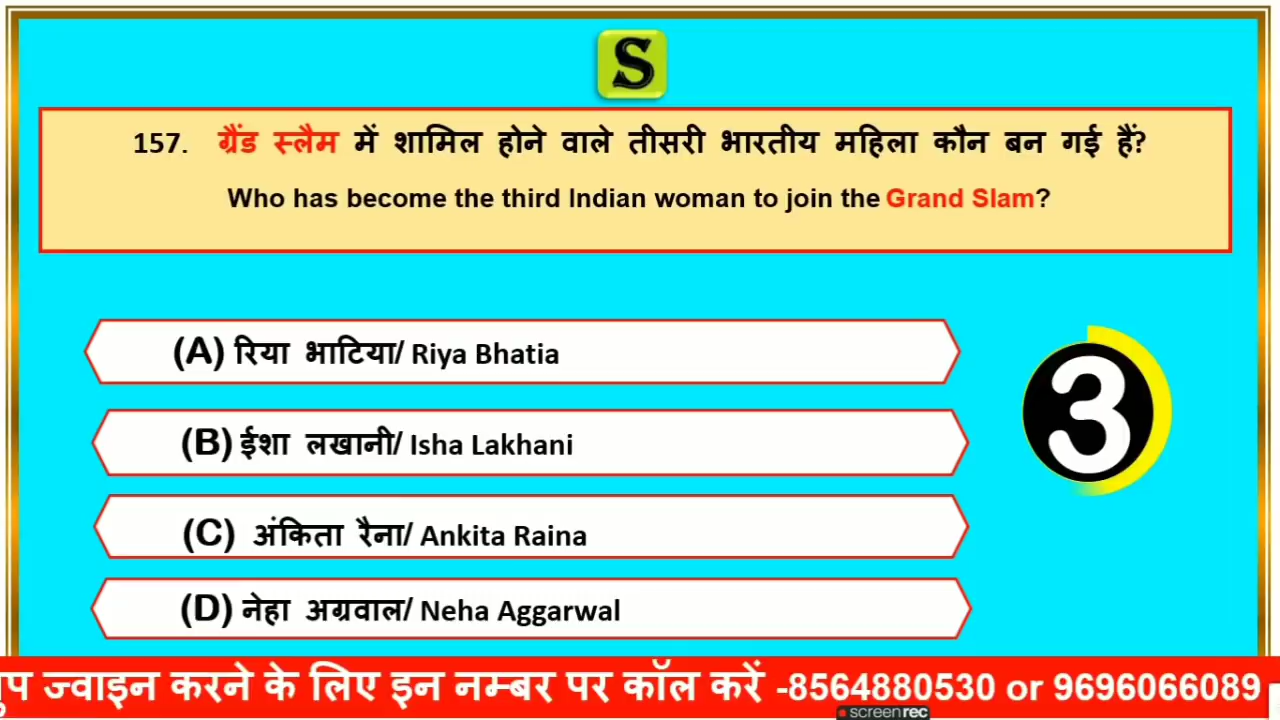 S
157. ग्रैंड स्लैम में शामिल होने वाले तीसरी भारतीय महिला कौन बन गई हैं?
Who has become the third Indian woman to join the Grand Slam?
(A) रिया भाटिया/ Riya Bhatia
3
(B) ईशा लखानी/ Isha Lakhani
(C) अंकिता रैना/ Ankita Raina
(D) नेहा अग्रवाल/ Neha Aggarwal
ज्वाइन करने के लिए इन नम्बर पर कॉल करें -8564880530 or 9696066089
screenrec